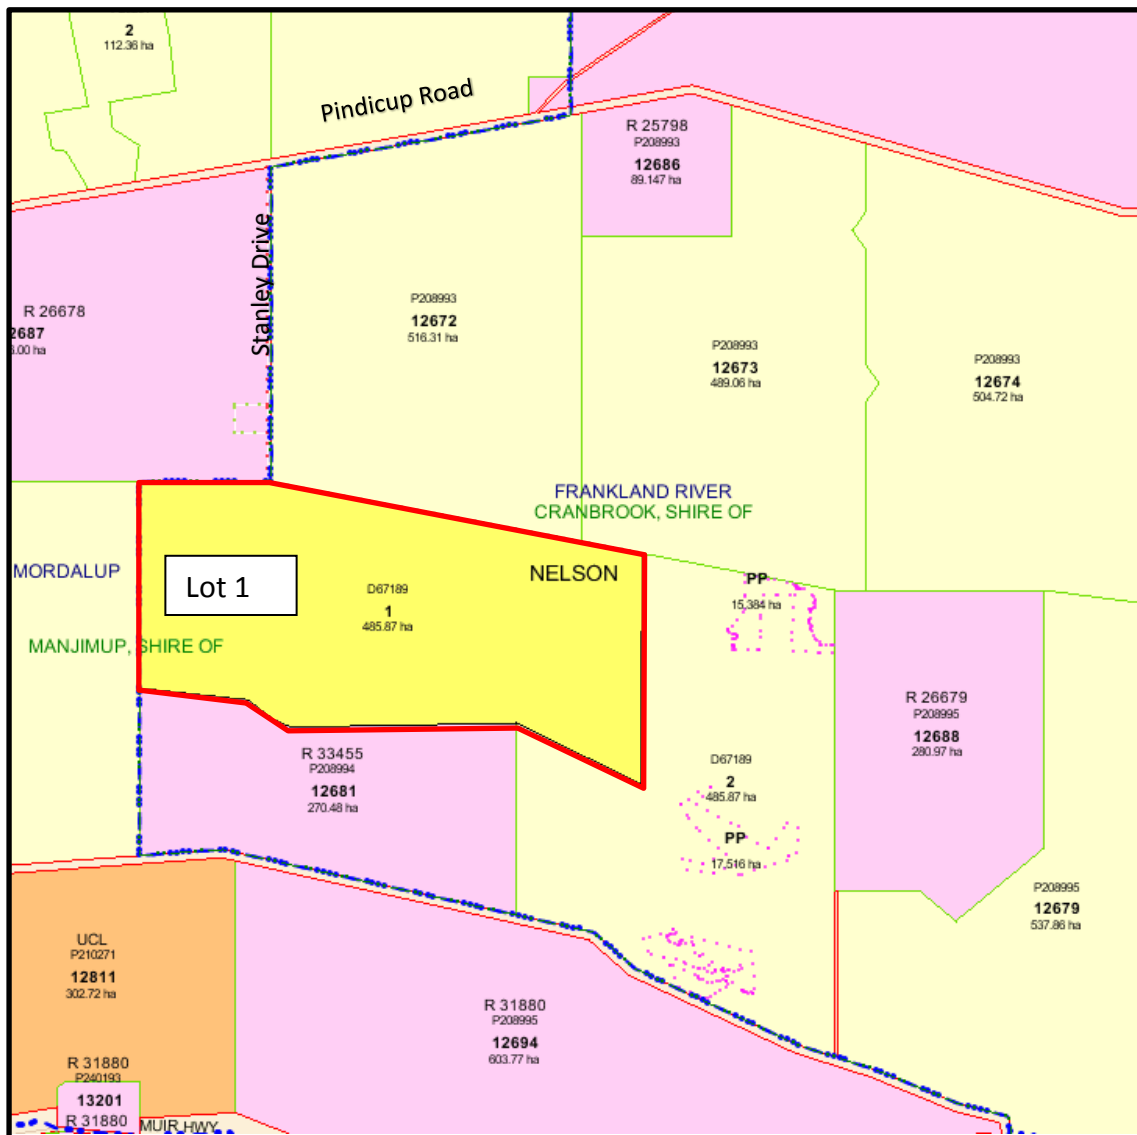 2
112.36 ha
Pindicup Road
R 25798
P208993
12686
89.147 ha
Stanley Drive
R 26678
2687
.00 ha
P208993
12672
516.31 ha
P208993
12673
489.06 ha
P208993
12674
504.72 ha
FRANKLAND RIVER
CRANBROOK, SHIRE OF
MORDALUP
Lot 1
NELSON
D67189
1
485.87 ha
PP
15.384 ha
MANJIMUP, SHIRE OF
R 26679
P208995
12688
280.97 ha
R 33455
P208994
12681
270.48 ha
D67189
2
485.87 ha
PP
17.516 ha
P208995
12679
537.86 ha
UCL
P210271
12811
302.72 ha
R 31880
P208995
12694
603.77 ha
R 31880
P240193
13201
R 31880
MUIR HWY